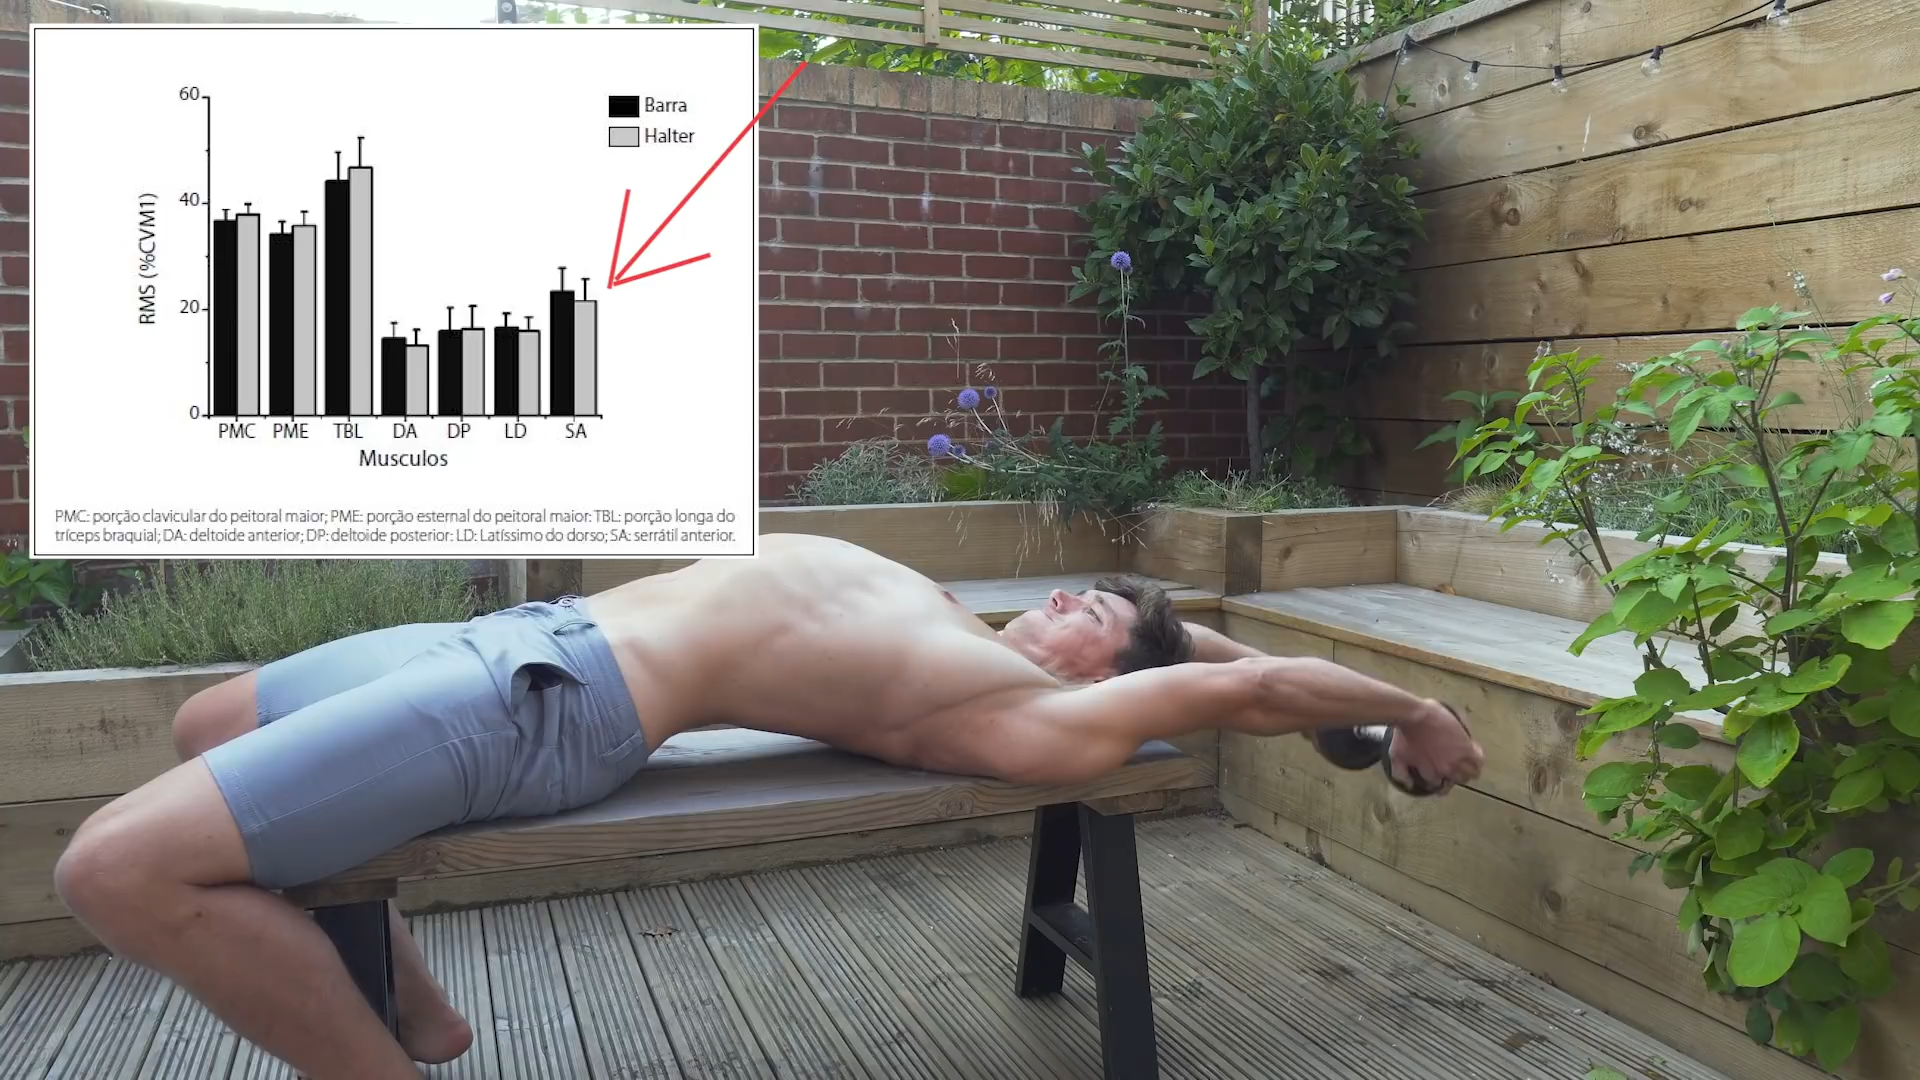 60
Barra
Halter
40
RMS (%CVM1)
20
0
PMC PME TBL DA DP LD SA
Musculos
PMC: porção clavicular do peitoral maior; PME: porção esternal do peitoral maior: TBL: porção longa do
tríceps braquial; DA: deltoide anterior; DP: deltoide posterior: LD: Latíssimo do dorso; SA: serrátil anterior.